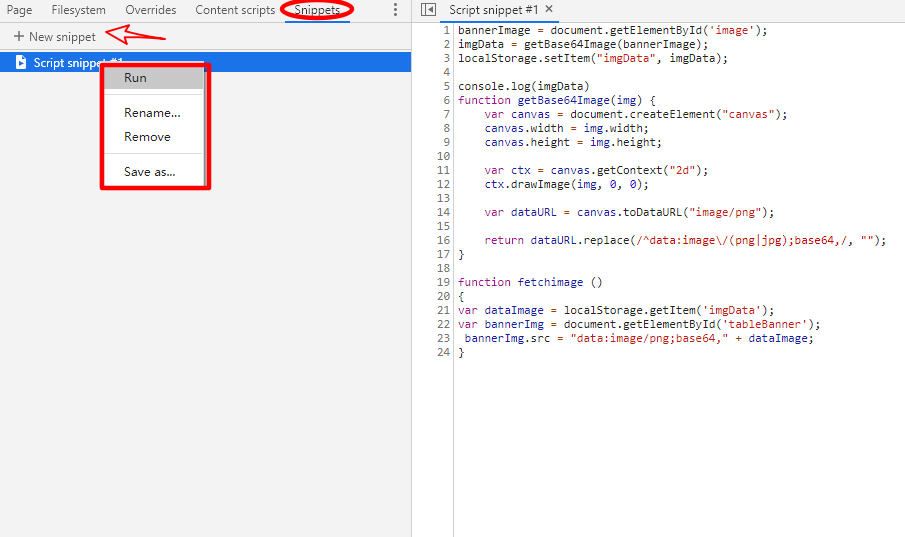 Page Filesystem Overrides Content scripts Snippets
New snippet
Script snippet #1
Run
Rename...
Remove
Save as...
Script snippet #1 ×
1 bannerImage = document.getElementById('image');
2 imgData = getBase64Image(bannerImage);
3 localStorage.setItem("imgData", imgData);
4
5 console.log(imgData)
6 function getBase64Image(img) {
7     var canvas = document.createElement("canvas");
8     canvas.width = img.width;
9     canvas.height = img.height;
10
11     var ctx = canvas.getContext("2d");
12     ctx.drawImage(img, 0, 0);
13
14     var dataURL = canvas.toDataURL("image/png");
15
16     return dataURL.replace(/^data:image\/(png|jpg);base64,/, "");
17 }
18
19 function fetchimage ()
20 {
21 var dataImage = localStorage.getItem('imgData');
22 var bannerImg = document.getElementById('tableBanner');
23  bannerImg.src = "data:image/png;base64," + dataImage;
24 }